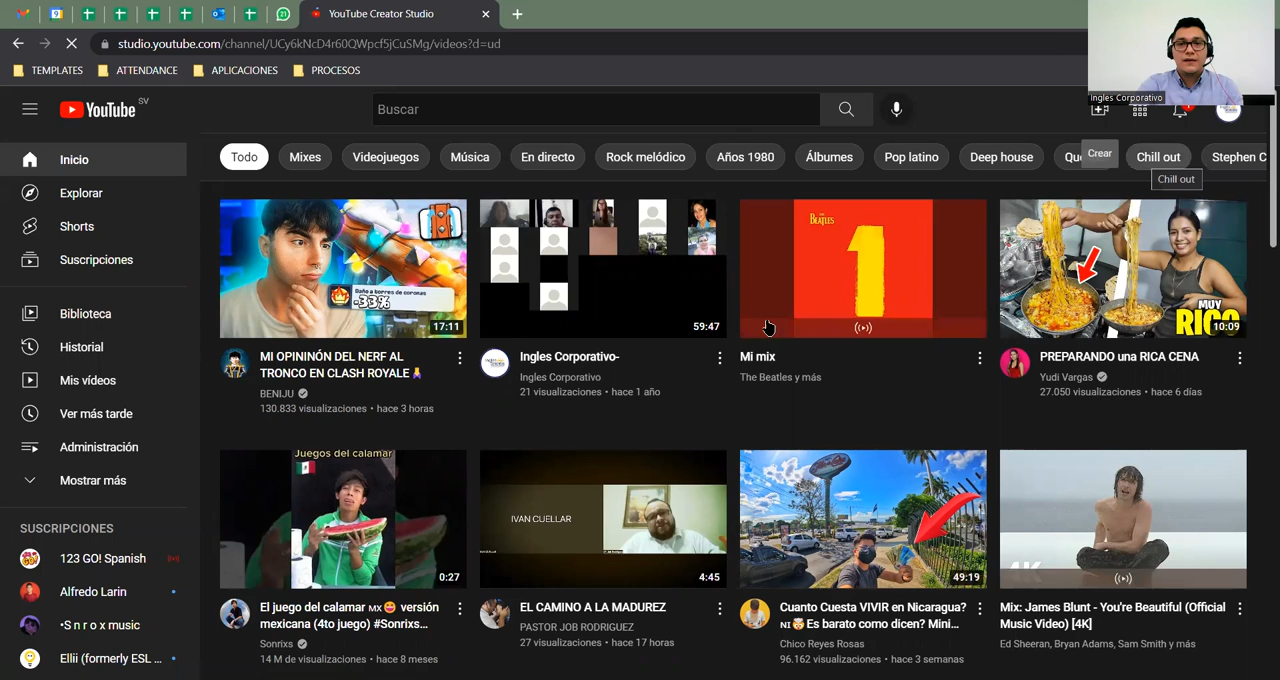 YouTube Creator Studio
studio.youtube.com/channel/UCy6kNcD4r60QWpcf5jCuSMg/videos?d=ud
TEMPLATES
ATTENDANCE
APLICACIONES
PROCESOS
Ingles Corporativo
YouTube SV
Buscar
Todo
Mixes
Videojuegos
Música
En directo
Rock melódico
Años 1980
Álbumes
Pop latino
Deep house
Crear
Chill out
Stephen C
Chill out
Inicio
Explorar
Shorts
Suscripciones
Biblioteca
Historial
Mis vídeos
Ver más tarde
Administración
Mostrar más
SUSCRIPCIONES
123 GO! Spanish
Alfredo Larin
•S n r o x music
Ellii (formerly ESL ...
Daño a torres de coronas
-33%
17:11
MI OPININÓN DEL NERF AL
TRONCO EN CLASH ROYALE
BENIJU
130.833 visualizaciones • hace 3 horas
59:47
Ingles Corporativo-
Ingles Corporativo
21 visualizaciones • hace 1 año
BEATLES
1
Mi mix
The Beatles y más
MUY
RICO
10:09
PREPARANDO una RICA CENA
Yudi Vargas
27.050 visualizaciones • hace 6 días
Juegos del calamar
0:27
El juego del calamar MX😝 versión
mexicana (4to juego) #Sonrixs...
Sonrixs
14 M de visualizaciones • hace 8 meses
IVAN CUELLAR
4:45
EL CAMINO A LA MADUREZ
PASTOR JOB RODRIGUEZ
27 visualizaciones • hace 17 horas
49:19
Cuanto Cuesta VIVIR en Nicaragua?
NI🤯 Es barato como dicen? Mini...
Chico Reyes Rosas
96.162 visualizaciones • hace 3 semanas
4K
Mix: James Blunt - You're Beautiful (Official
Music Video) [4K]
Ed Sheeran, Bryan Adams, Sam Smith y más